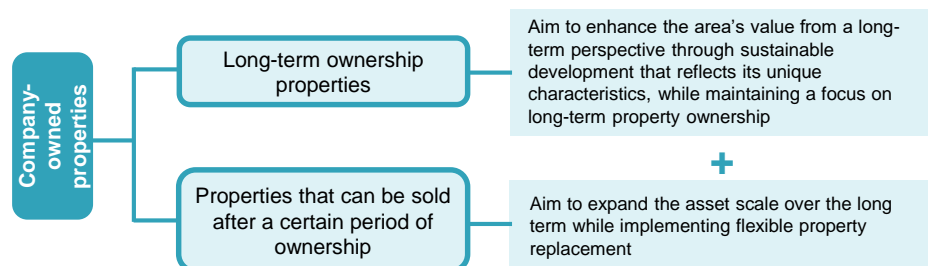 Company-
owned
properties
Long-term ownership
properties
Aim to enhance the area’s value from a long-
term perspective through sustainable
development that reflects its unique
characteristics, while maintaining a focus on
long-term property ownership
+
Properties that can be sold
after a certain period of
ownership
Aim to expand the asset scale over the long
term while implementing flexible property
replacement